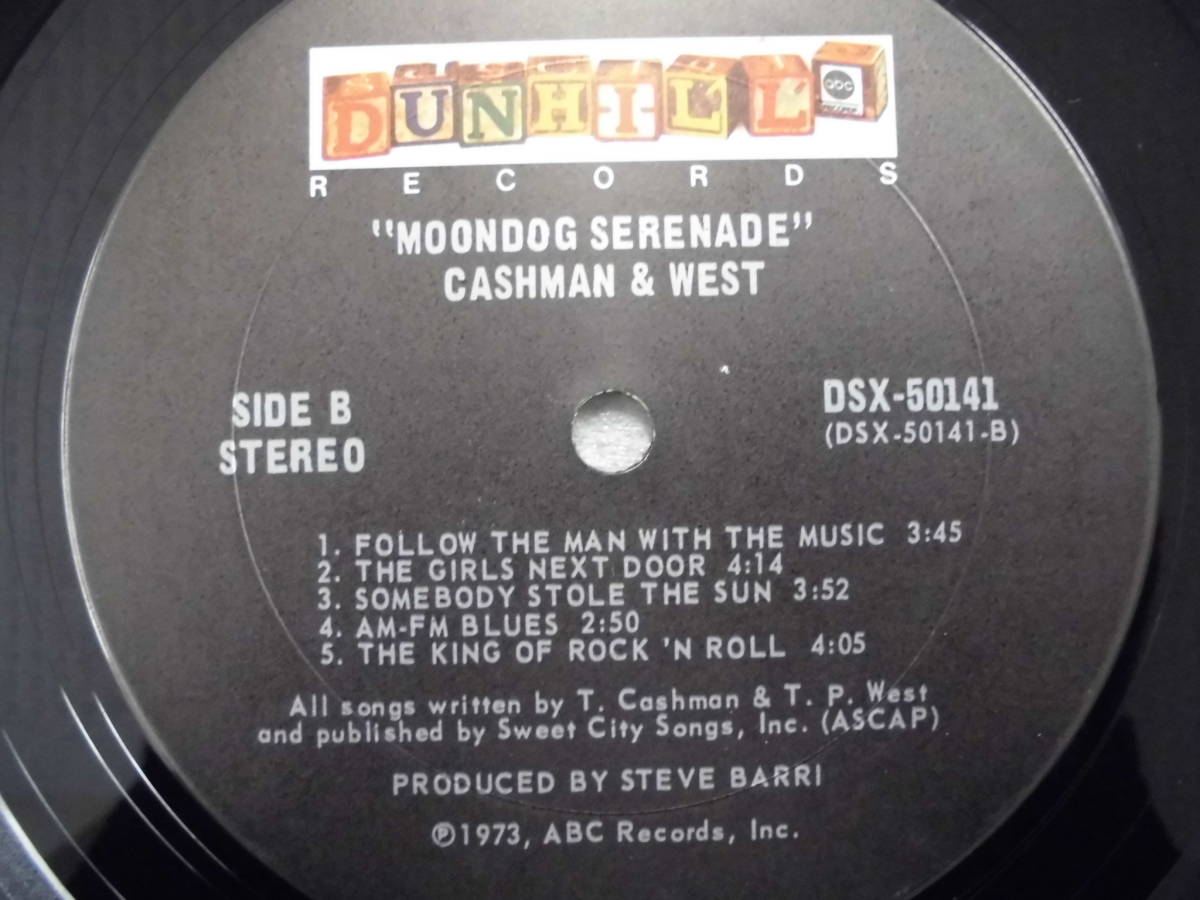 DUNHILL abc
RECORDS
"MOONDOG SERENADE"
CASHMAN & WEST
SIDE B
STEREO
DSX-50141
(DSX-50141-B)
1. FOLLOW THE MAN WITH THE MUSIC 3:45
2. THE GIRLS NEXT DOOR 4:14
3. SOMEBODY STOLE THE SUN 3:52
4. AM-FM BLUES 2:50
5. THE KING OF ROCK 'N ROLL 4:05
All songs written by T. Cashman & T. P. West
and published by Sweet City Songs, Inc. (ASCAP)
PRODUCED BY STEVE BARRI
℗1973, ABC Records, Inc.